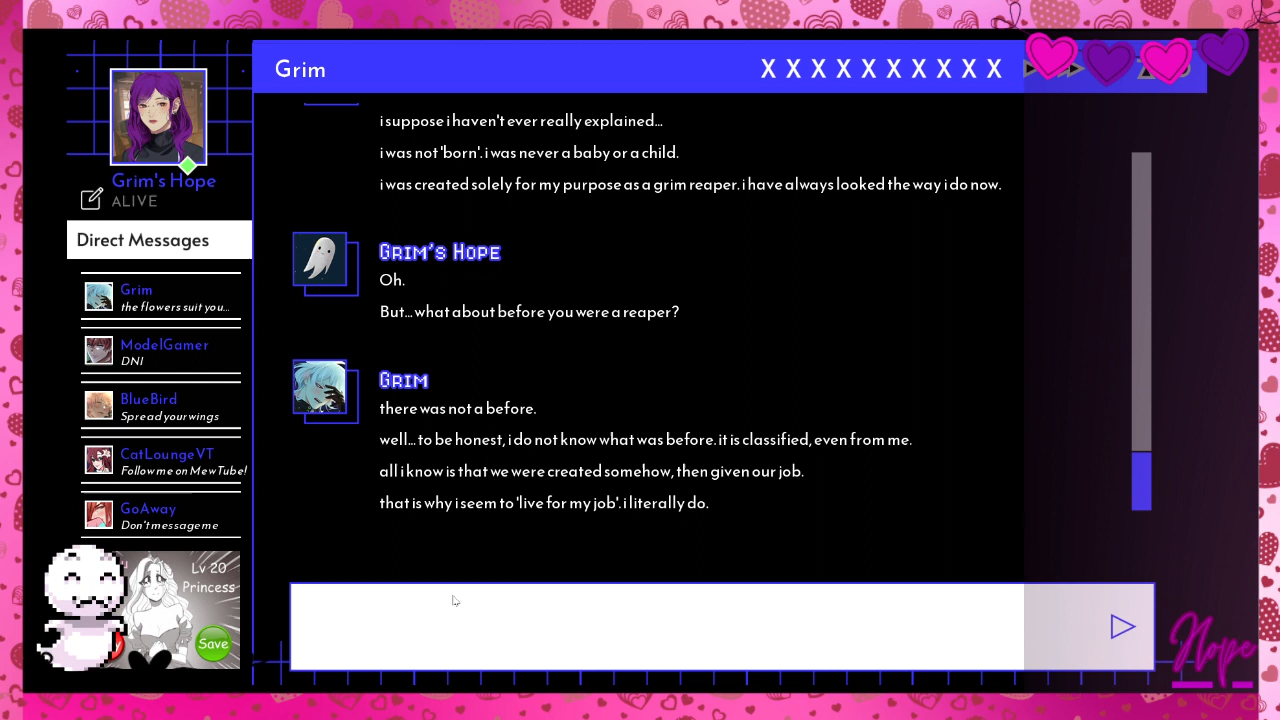 Grim
X X X X X X X X X X
Grim's Hope
ALIVE
Direct Messages
Grim
the flowers suit you...
ModelGamer
DNI
BlueBird
Spread your wings
CatLoungeVT
Follow me on MewTube!
GoAway
Don't message me
Lv 20
Princess
Save
i suppose i haven't ever really explained...
i was not 'born'. i was never a baby or a child.
i was created solely for my purpose as a grim reaper. i have always looked the way i do now.
Grim's Hope
Oh.
But... what about before you were a reaper?
Grim
there was not a before.
well... to be honest, i do not know what was before. it is classified, even from me.
all i know is that we were created somehow, then given our job.
that is why i seem to 'live for my job'. i literally do.
Hope